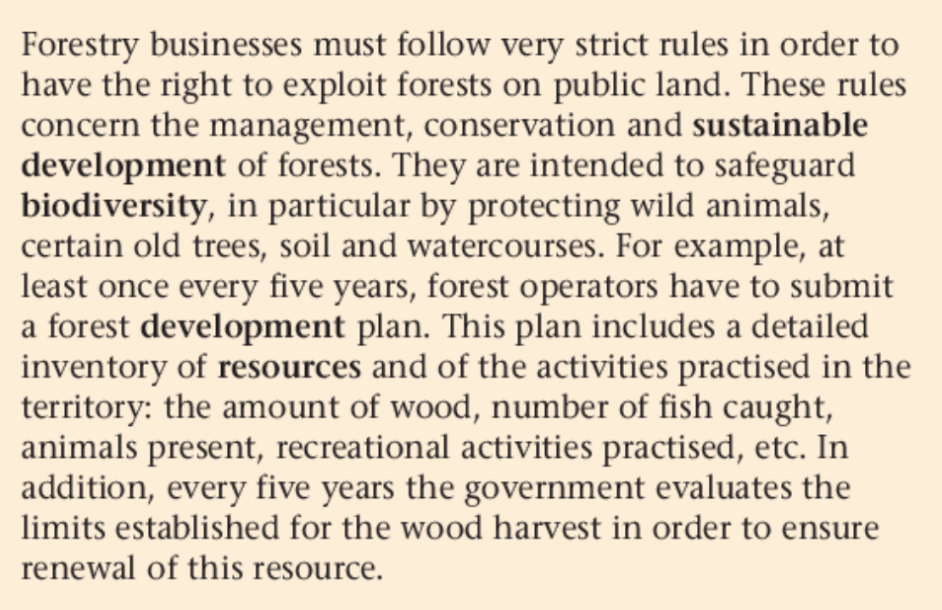 Forestry businesses must follow very strict rules in order to
have the right to exploit forests on public land. These rules
concern the management, conservation and sustainable
development of forests. They are intended to safeguard
biodiversity, in particular by protecting wild animals,
certain old trees, soil and watercourses. For example, at
least once every five years, forest operators have to submit
a forest development plan. This plan includes a detailed
inventory of resources and of the activities practised in the
territory: the amount of wood, number of fish caught,
animals present, recreational activities practised, etc. In
addition, every five years the government evaluates the
limits established for the wood harvest in order to ensure
renewal of this resource.